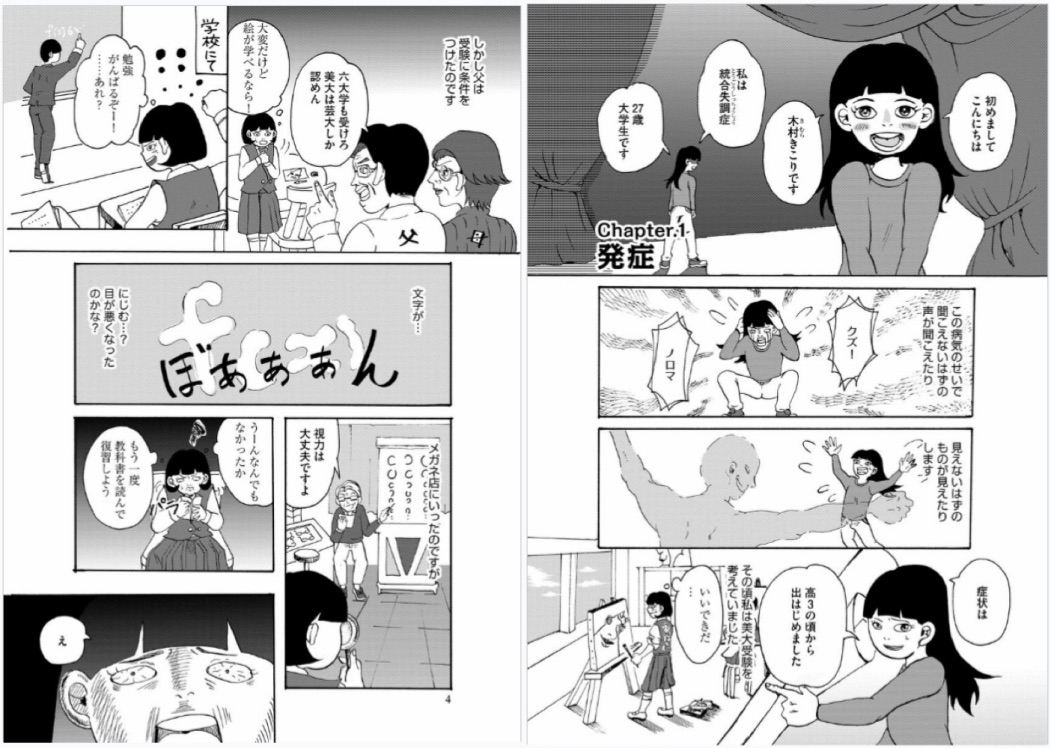 初めまして
こんにちは
木村きこりです
私は
統合失調症
27歳
大学生です
Chapter.1
発症
この病気のせいで
聞こえないはずの
声が聞こえたり
クズ！
ノロマ
見えないはずの
ものが見えたり
します
症状は
高3の頃から
出はじめました
その頃私は美大受験を
考えていました
いいできだ
…
しかし父は
受験に条件を
つけたのです
六大学も受けろ
美大は芸大しか
認めん
父
母
大変だけど
絵が学べるなら！
学校にて
勉強
がんばるぞー！
……あれ？
文字が…
ぼぁぁぁん
にじむ…？
目が悪くなった
のかな？
メガネ店にいったのですが
視力は
大丈夫ですよ
うーんなんでも
なかったか
もう一度
教科書を読んで
復習しよう
パラ
え
4